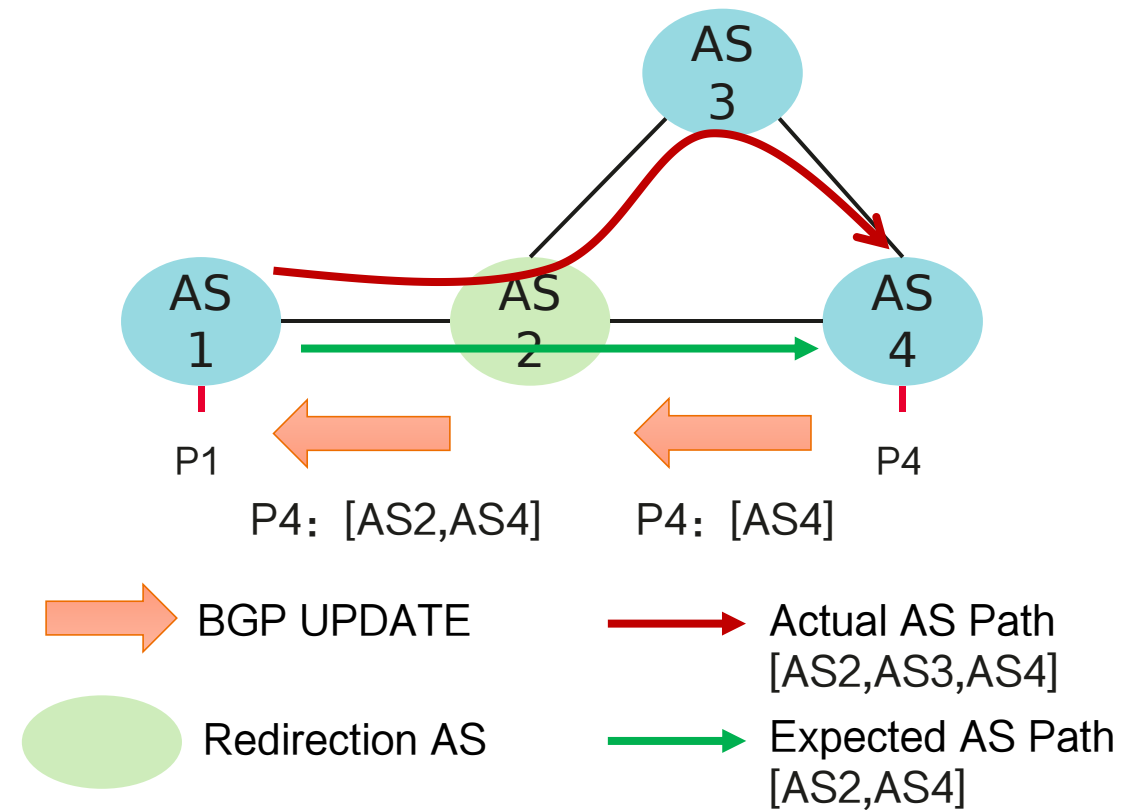 AS
3
AS
1
AS
2
AS
4
P1
P4
P4：[AS2,AS4]
P4：[AS4]
BGP UPDATE
Actual AS Path
[AS2,AS3,AS4]
Redirection AS
Expected AS Path
[AS2,AS4]